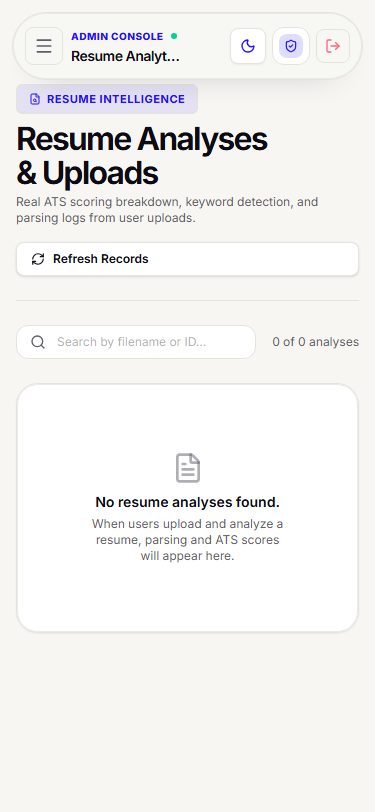 ADMIN CONSOLE
Resume Analyt...
RESUME INTELLIGENCE
Resume Analyses
& Uploads
Real ATS scoring breakdown, keyword detection, and
parsing logs from user uploads.
Refresh Records
Search by filename or ID...
0 of 0 analyses
No resume analyses found.
When users upload and analyze a
resume, parsing and ATS scores
will appear here.